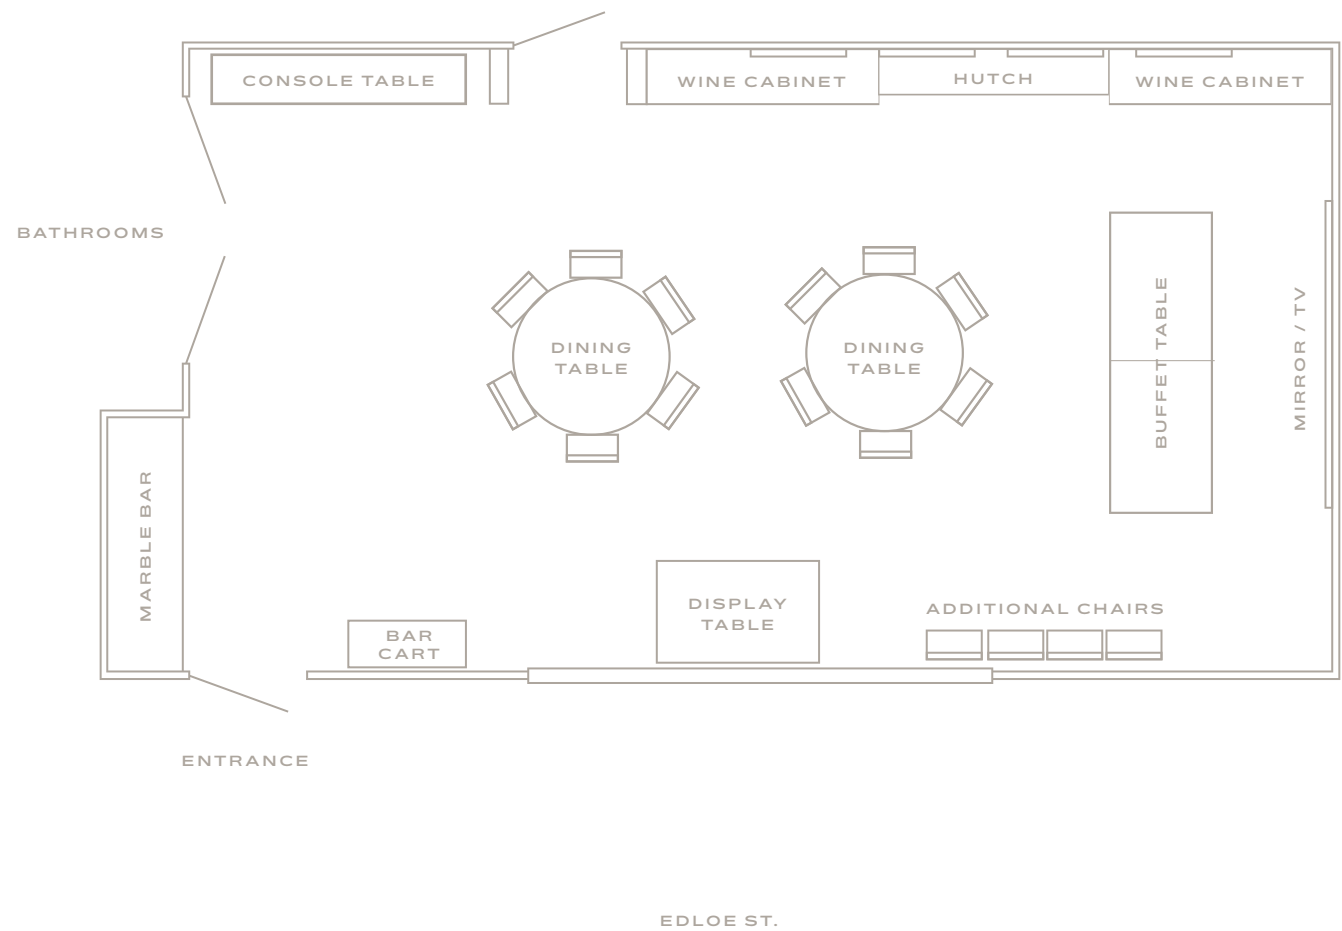 CONSOLE TABLE
WINE CABINET
HUTCH
WINE CABINET
BATHROOMS
DINING
TABLE
DINING
TABLE
BUFFET TABLE
MIRROR / TV
MARBLE BAR
BAR
CART
DISPLAY
TABLE
ADDITIONAL CHAIRS
ENTRANCE
EDLOE ST.